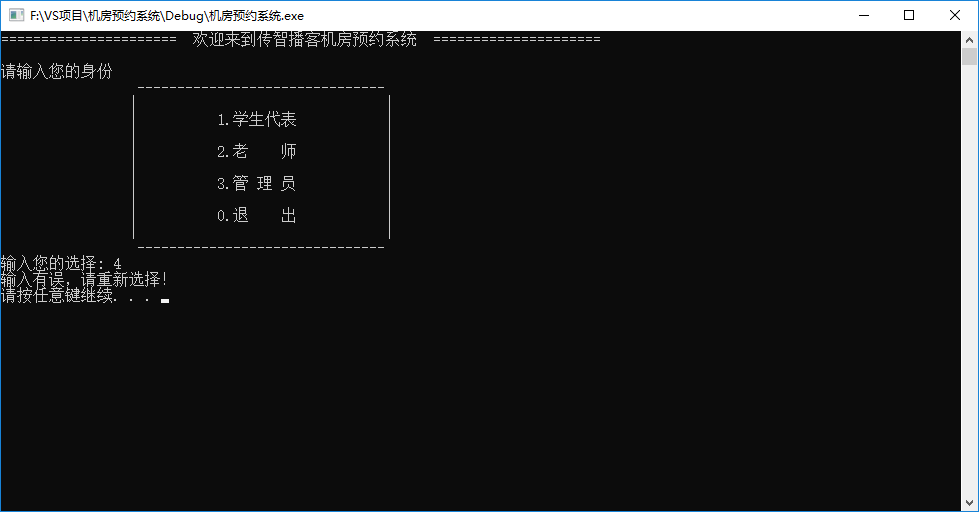 F:\VS项目\机房预约系统\Debug\机房预约系统.exe
====================== 欢迎来到传智播客机房预约系统 =====================
请输入您的身份
-------------------------------
1.学生代表
2.老    师
3.管 理 员
0.退    出
-------------------------------
输入您的选择: 4
输入有误，请重新选择!
请按任意键继续. . .